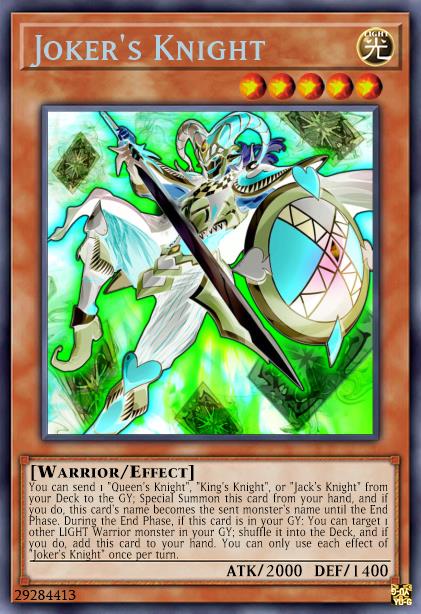 Joker's Knight
LIGHT
光
[Warrior/Effect]
You can send 1 "Queen's Knight", "King's Knight", or "Jack's Knight" from
your Deck to the GY; Special Summon this card from your hand, and if
you do, this card's name becomes the sent monster's name until the End
Phase. During the End Phase, if this card is in your GY: You can target 1
other LIGHT Warrior monster in your GY; shuffle it into the Deck, and if
you do, add this card to your hand. You can only use each effect of
"Joker's Knight" once per turn.
ATK/2000 DEF/1400
29284413